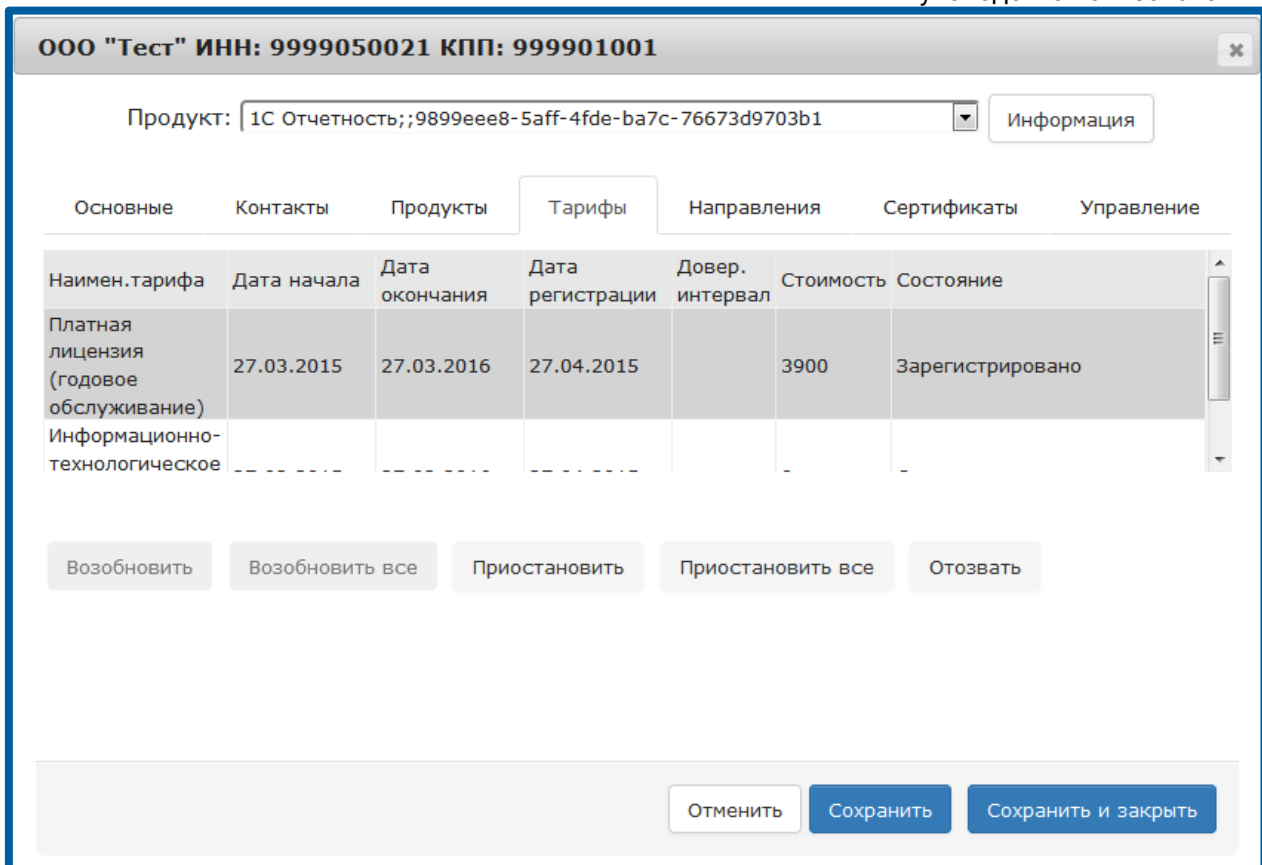 ООО "Тест" ИНН: 9999050021 КПП: 999901001
Продукт: 1С Отчетность;;9899eee8-5aff-4fde-ba7c-76673d9703b1 Информация
Основные Контакты Продукты Тарифы Направления Сертификаты Управление
Наимен.тарифа Дата начала Дата окончания Дата регистрации Довер. интервал Стоимость Состояние
Платная
лицензия
(годовое
обслуживание) 27.03.2015 27.03.2016 27.04.2015 3900 Зарегистрировано
Информационно-
технологическое
Возобновить Возобновить все Приостановить Приостановить все Отозвать
Отменить Сохранить Сохранить и закрыть